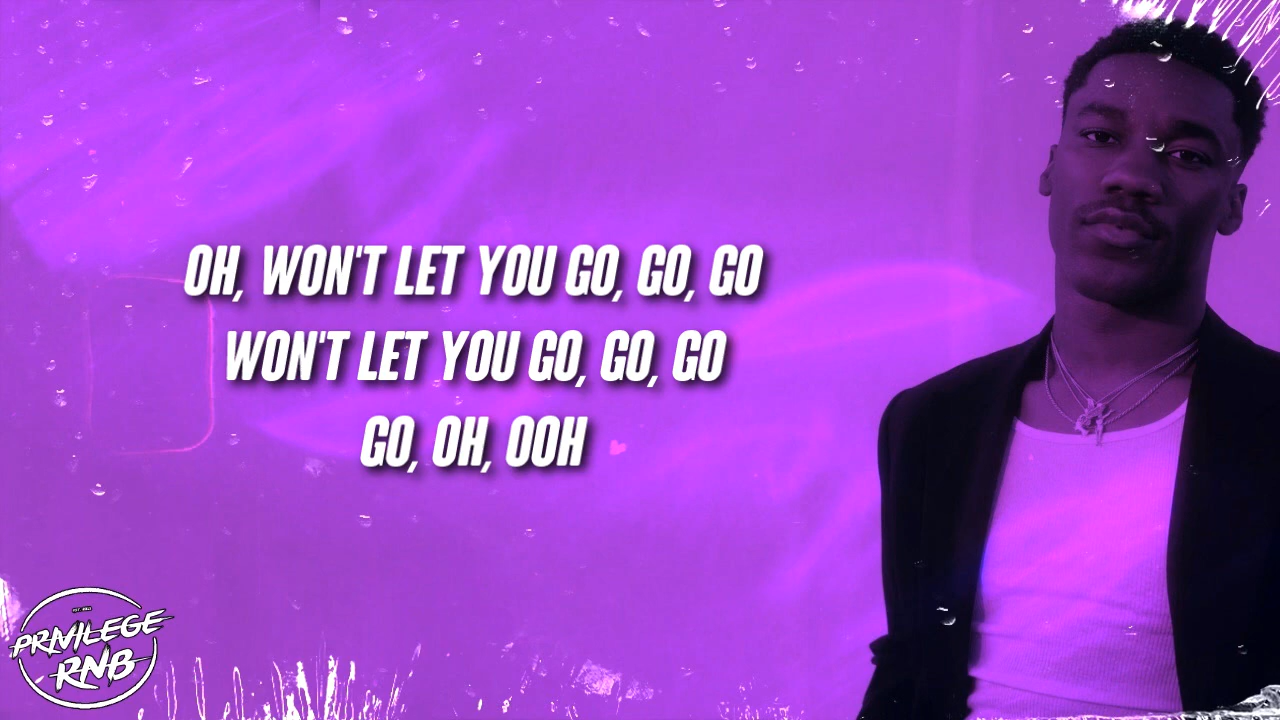 OH, WON'T LET YOU GO, GO, GO
WON'T LET YOU GO, GO, GO
GO, OH, OOH
PRIVILEGE
RNB